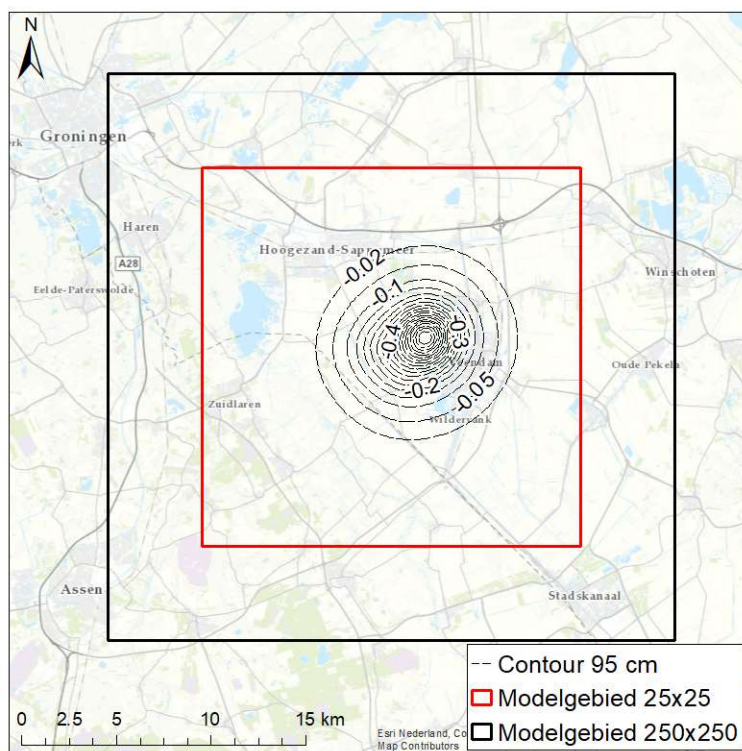 N
Groningen
erk
Haren
Hoogezand-Sappemeer
-0.02
A28
-0.1
Winschoten
Eelde-Paterswolde
-0.4
-0.3
Veendam
Oude Pekela
-0.2
-0.05
Zuidlaren
Wildervank
Assen
Stadskanaal
Contour 95 cm
Modelgebied 25x25
Modelgebied 250x250
0 2.5 5 10 15 km
Esri Nederland, Co
Map Contributors